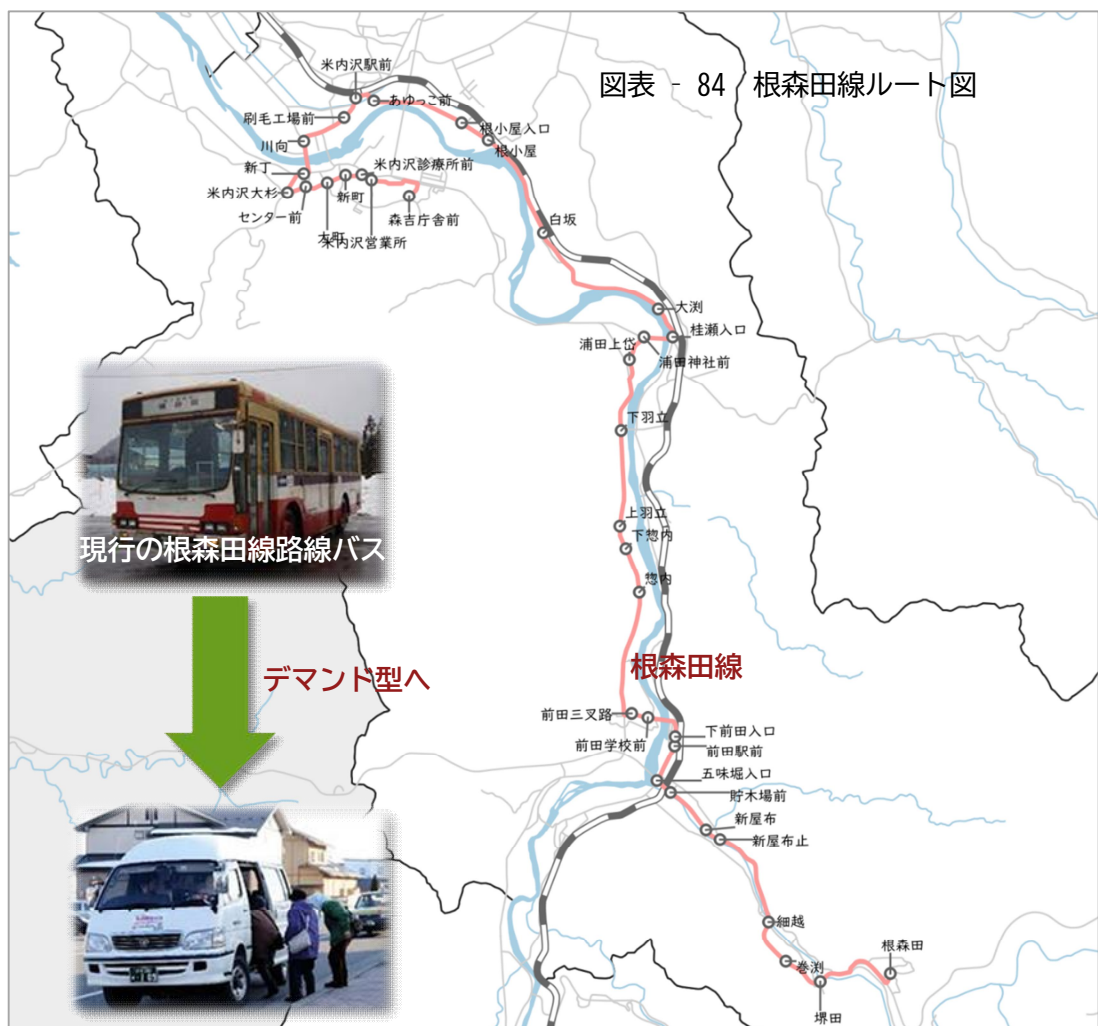 図表 - 84 根森田線ルート図
米内沢駅前
あゆっこ前
刷毛工場前
根小屋入口
川向
根小屋
新丁
米内沢診療所前
米内沢大杉
新町
センター前
森吉庁舎前
大町
米内沢営業所
白坂
大渕
桂瀬入口
浦田上岱
浦田神社前
下羽立
上羽立
下惣内
惣内
現行の根森田線路線バス
デマンド型へ
根森田線
前田三叉路
下前田入口
前田学校前
前田駅前
五味堀入口
貯木場前
新屋布
新屋布止
細越
根森田
巻渕
堺田